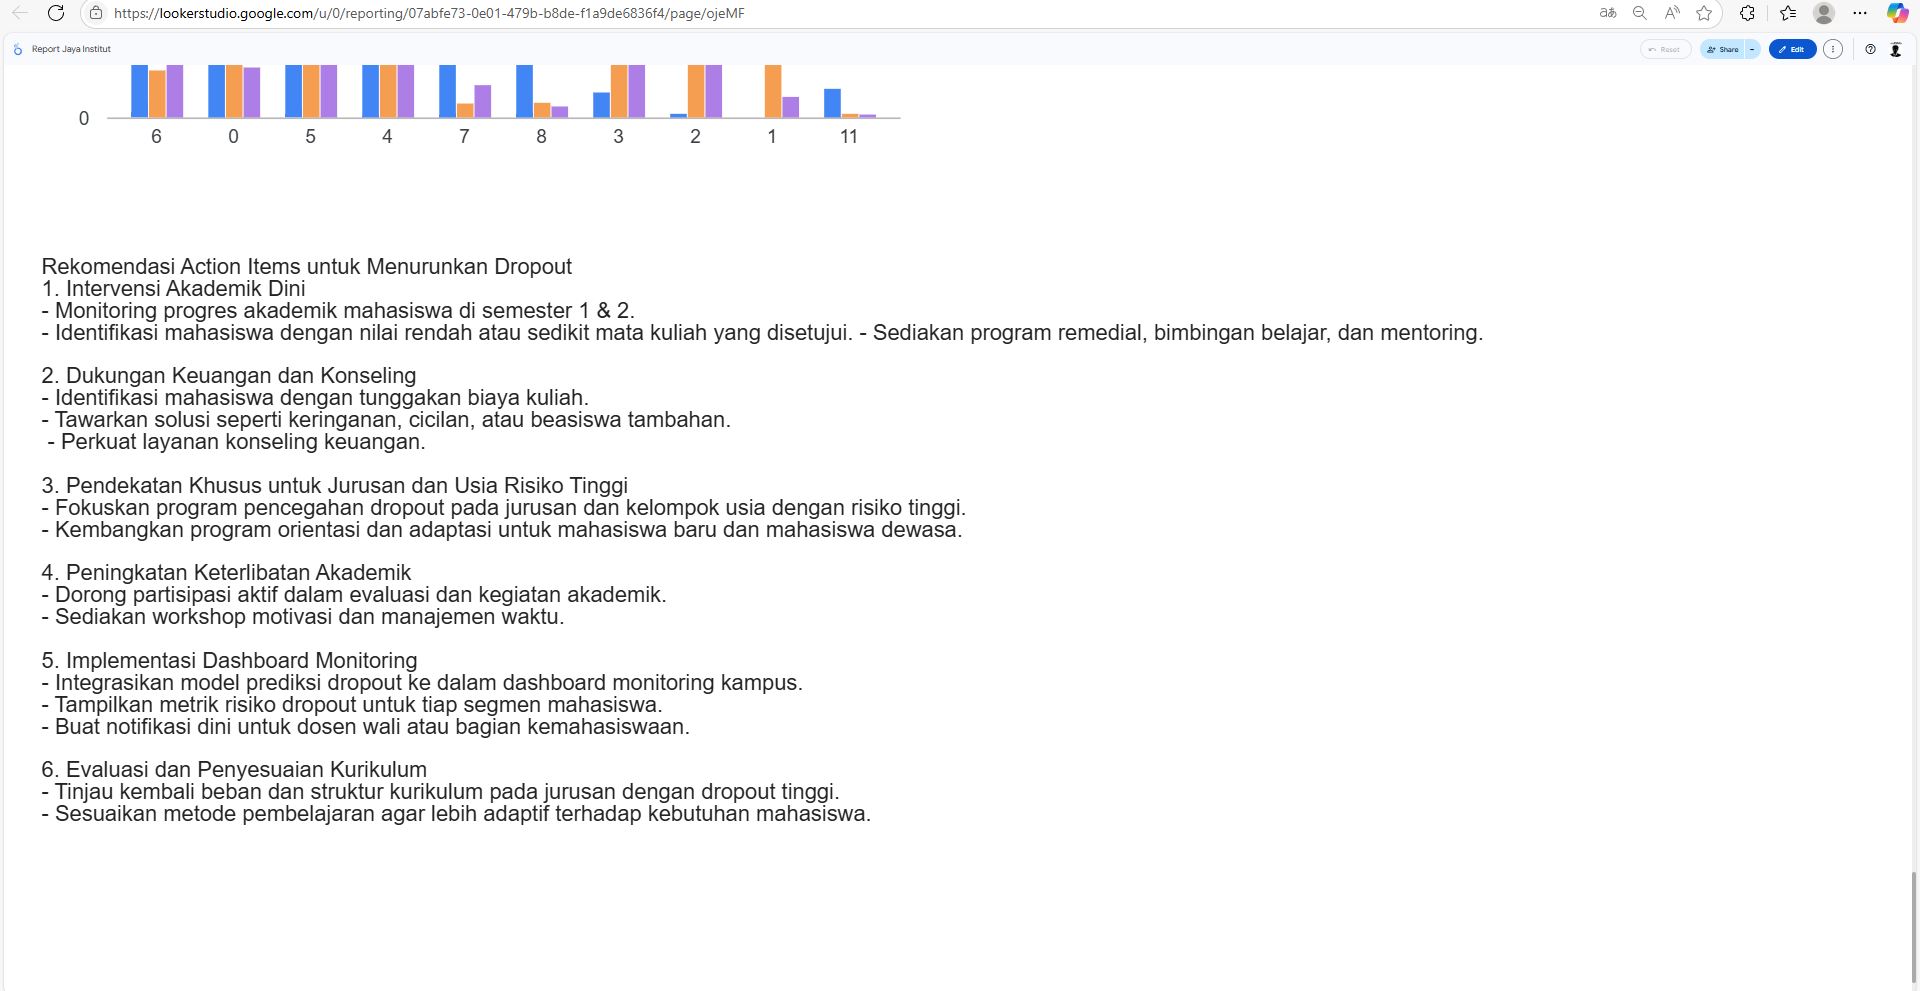 https://lookerstudio.google.com/u/0/reporting/07abfe73-0e01-479b-b8de-f1a9de6836f4/page/ojeMF
Report Jaya Institut
Reset
Share
Edit
0
6 0 5 4 7 8 3 2 1 11
Rekomendasi Action Items untuk Menurunkan Dropout
1. Intervensi Akademik Dini
- Monitoring progres akademik mahasiswa di semester 1 & 2.
- Identifikasi mahasiswa dengan nilai rendah atau sedikit mata kuliah yang disetujui. - Sediakan program remedial, bimbingan belajar, dan mentoring.
2. Dukungan Keuangan dan Konseling
- Identifikasi mahasiswa dengan tunggakan biaya kuliah.
- Tawarkan solusi seperti keringanan, cicilan, atau beasiswa tambahan.
- Perkuat layanan konseling keuangan.
3. Pendekatan Khusus untuk Jurusan dan Usia Risiko Tinggi
- Fokuskan program pencegahan dropout pada jurusan dan kelompok usia dengan risiko tinggi.
- Kembangkan program orientasi dan adaptasi untuk mahasiswa baru dan mahasiswa dewasa.
4. Peningkatan Keterlibatan Akademik
- Dorong partisipasi aktif dalam evaluasi dan kegiatan akademik.
- Sediakan workshop motivasi dan manajemen waktu.
5. Implementasi Dashboard Monitoring
- Integrasikan model prediksi dropout ke dalam dashboard monitoring kampus.
- Tampilkan metrik risiko dropout untuk tiap segmen mahasiswa.
- Buat notifikasi dini untuk dosen wali atau bagian kemahasiswaan.
6. Evaluasi dan Penyesuaian Kurikulum
- Tinjau kembali beban dan struktur kurikulum pada jurusan dengan dropout tinggi.
- Sesuaikan metode pembelajaran agar lebih adaptif terhadap kebutuhan mahasiswa.